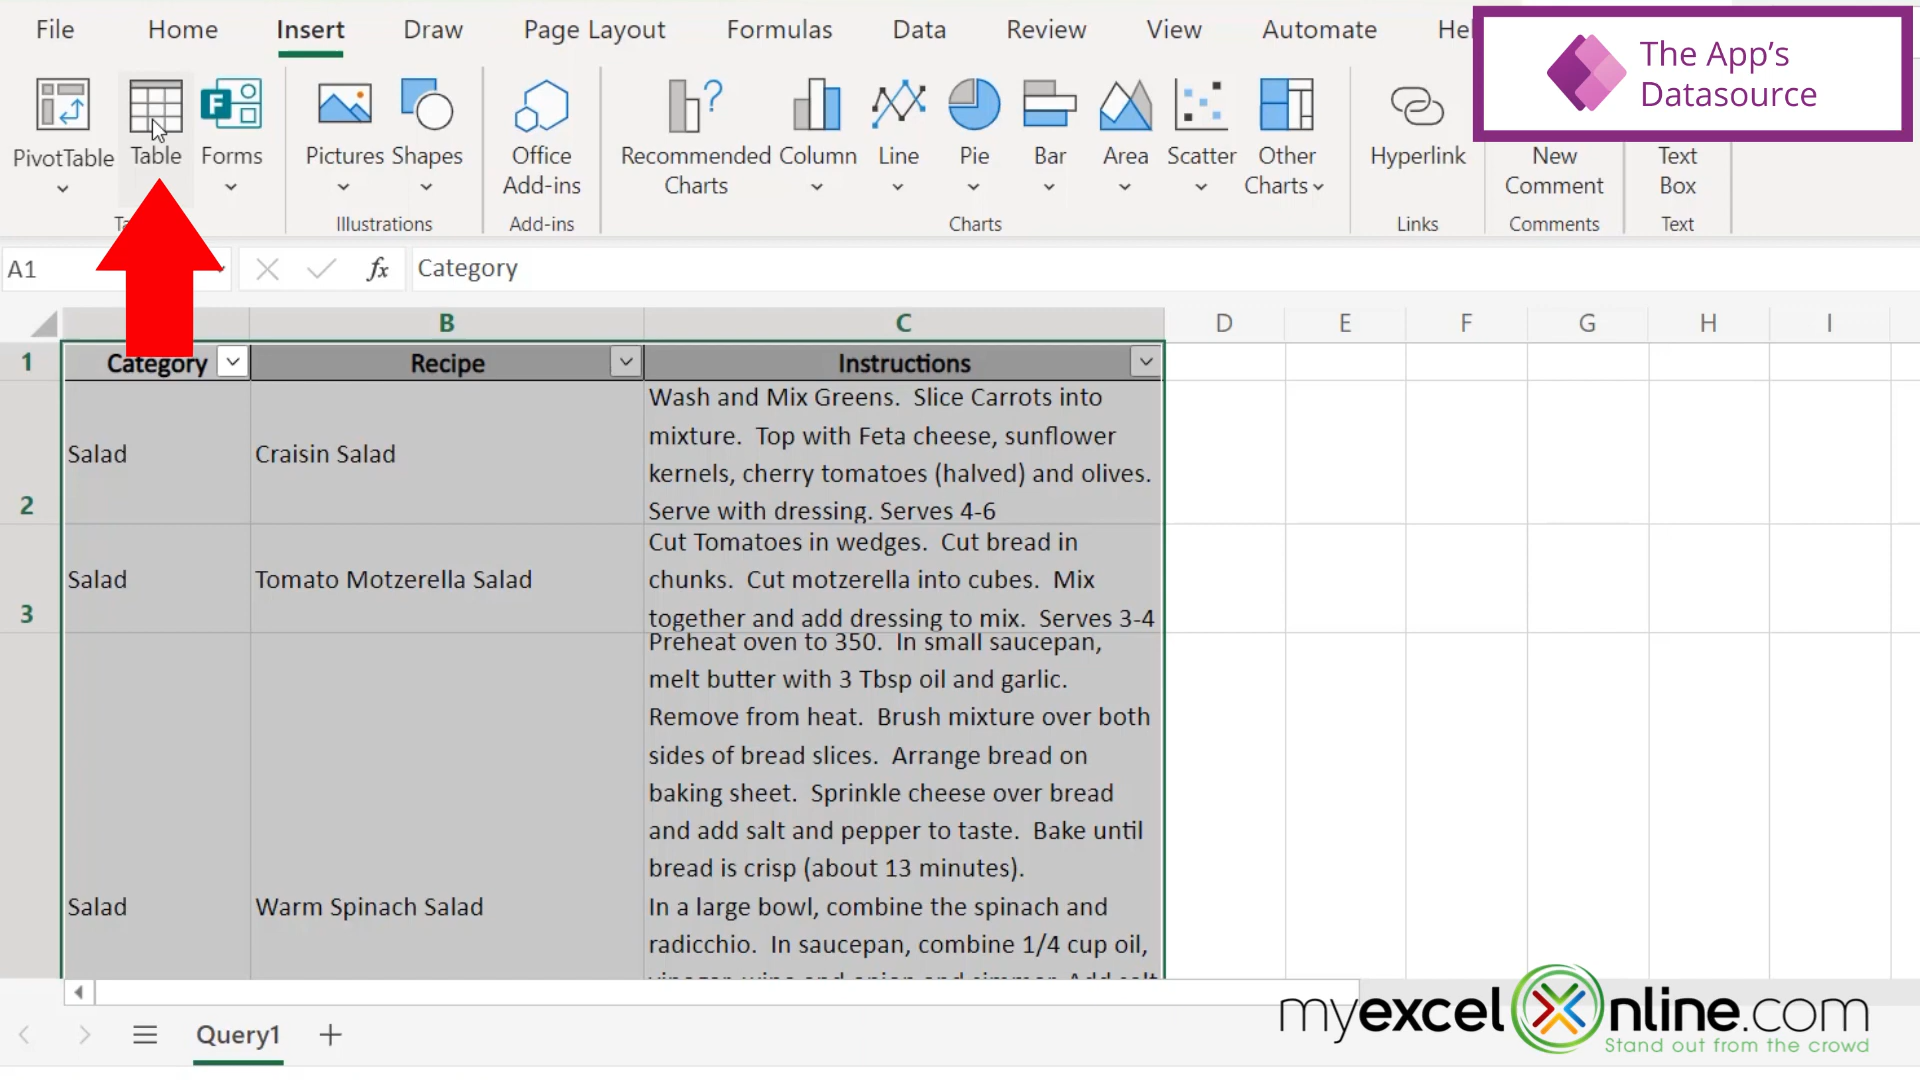 File Home Insert Draw Page Layout Formulas Data Review View Automate
The App's
Datasource
PivotTable Table Forms Pictures Shapes Office Add-ins Recommended Charts Column Line Pie Bar Area Scatter Other Charts Hyperlink New Comment Text Box
Illustrations Add-ins Charts Links Comments Text
A1 fx Category
B C D E F G H I
1 Category Recipe Instructions
Wash and Mix Greens. Slice Carrots into
mixture. Top with Feta cheese, sunflower
Salad Craisin Salad
kernels, cherry tomatoes (halved) and olives.
2 Serve with dressing. Serves 4-6
Cut Tomatoes in wedges. Cut bread in
Salad Tomato Motzerella Salad chunks. Cut motzerella into cubes. Mix
3 together and add dressing to mix. Serves 3-4
Preheat oven to 350. In small saucepan,
melt butter with 3 Tbsp oil and garlic.
Remove from heat. Brush mixture over both
sides of bread slices. Arrange bread on
baking sheet. Sprinkle cheese over bread
and add salt and pepper to taste. Bake until
bread is crisp (about 13 minutes).
Salad Warm Spinach Salad In a large bowl, combine the spinach and
radicchio. In saucepan, combine 1/4 cup oil,
Query1
myexcelonline.com
Stand out from the crowd